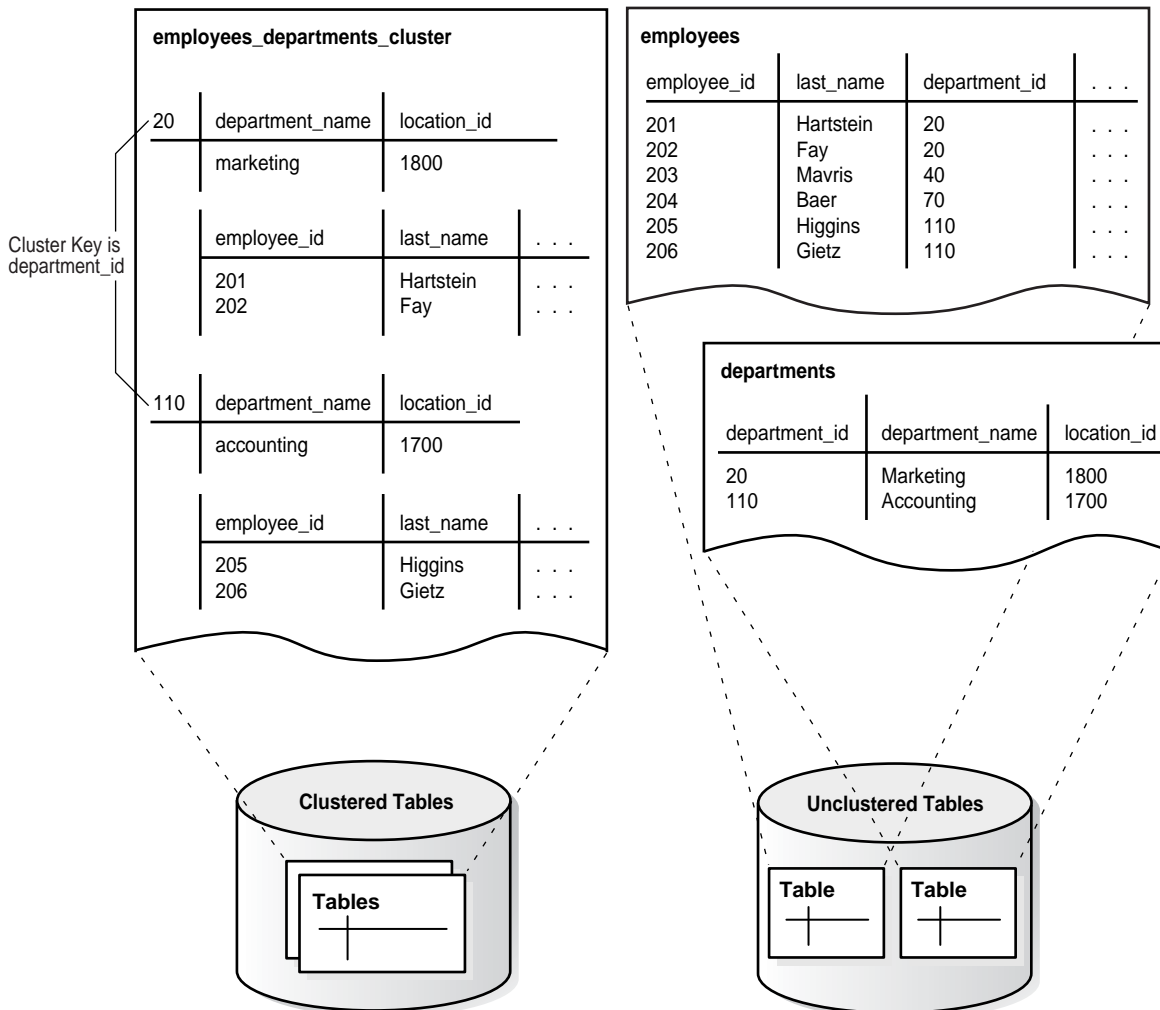 employees_departments_cluster
20 department_name location_id
marketing 1800
employee_id last_name . . .
201 Hartstein . . .
202 Fay . . .
Cluster Key is
department_id
110 department_name location_id
accounting 1700
employee_id last_name . . .
205 Higgins . . .
206 Gietz . . .
employees
employee_id last_name department_id . . .
201 Hartstein 20 . . .
202 Fay 20 . . .
203 Mavris 40 . . .
204 Baer 70 . . .
205 Higgins 110 . . .
206 Gietz 110 . . .
departments
department_id department_name location_id
20 Marketing 1800
110 Accounting 1700
Clustered Tables
Tables
Unclustered Tables
Table
Table